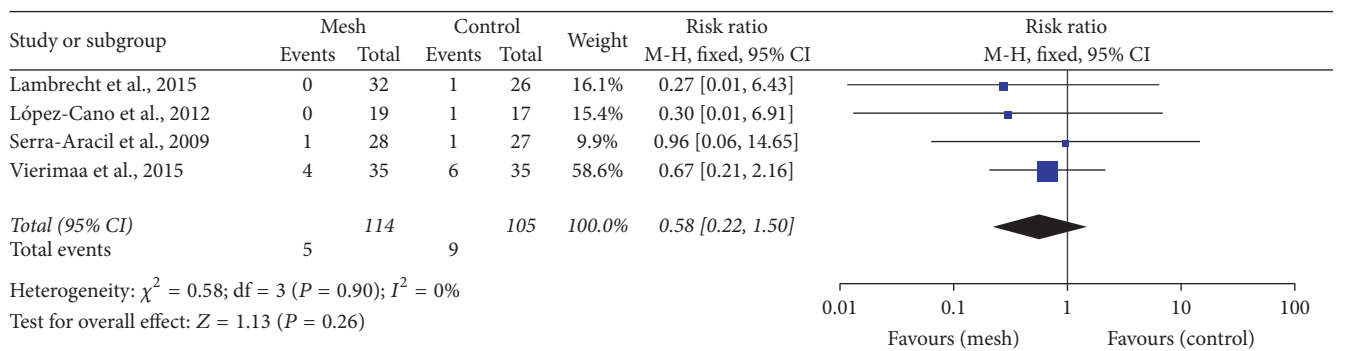 Study or subgroup Mesh Control Weight Risk ratio Risk ratio
Events Total Events Total M-H, fixed, 95% CI M-H, fixed, 95% CI
Lambrecht et al., 2015 0 32 1 26 16.1% 0.27 [0.01, 6.43]
López-Cano et al., 2012 0 19 1 17 15.4% 0.30 [0.01, 6.91]
Serra-Aracil et al., 2009 1 28 1 27 9.9% 0.96 [0.06, 14.65]
Vierimaa et al., 2015 4 35 6 35 58.6% 0.67 [0.21, 2.16]
Total (95% CI) 114 105 100.0% 0.58 [0.22, 1.50]
Total events 5 9
Heterogeneity: χ² = 0.58; df = 3 (P = 0.90); I² = 0%
Test for overall effect: Z = 1.13 (P = 0.26)
0.01 0.1 1 10 100
Favours (mesh) Favours (control)